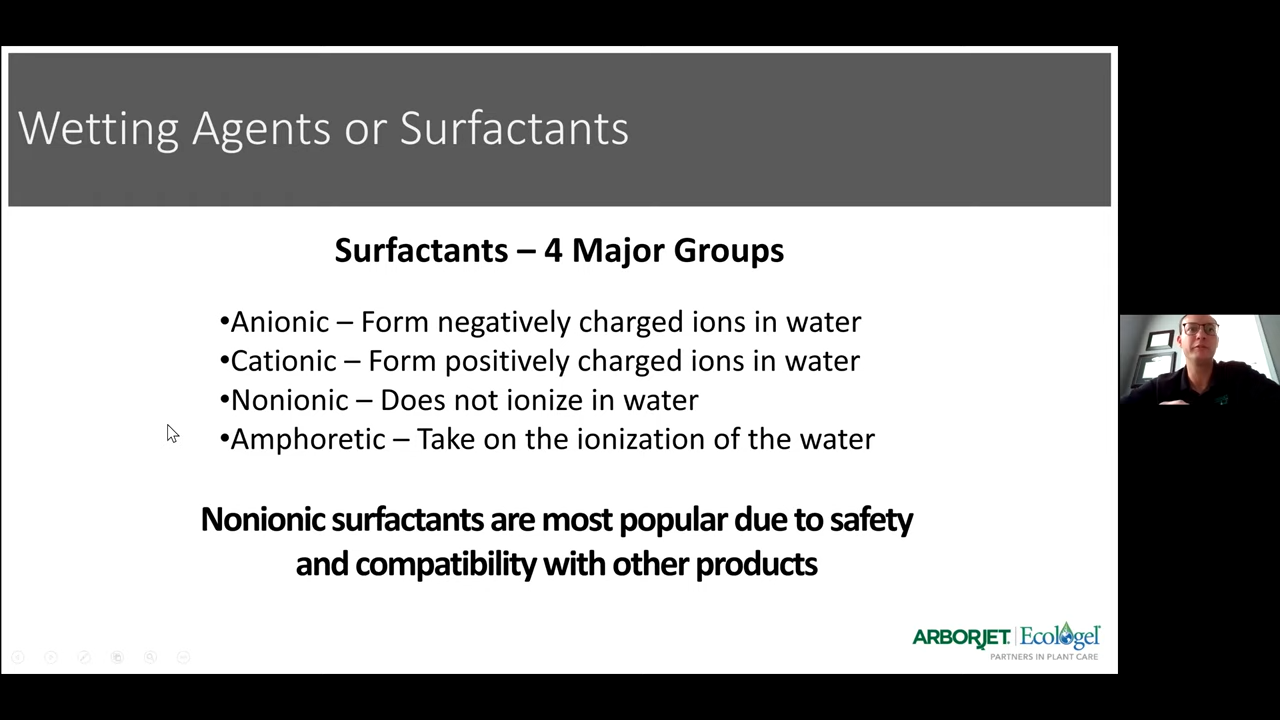 Wetting Agents or Surfactants
Surfactants – 4 Major Groups
•Anionic – Form negatively charged ions in water
•Cationic – Form positively charged ions in water
•Nonionic – Does not ionize in water
•Amphoretic – Take on the ionization of the water
Nonionic surfactants are most popular due to safety
and compatibility with other products
ARBORJET. | Ecologel
PARTNERS IN PLANT CARE